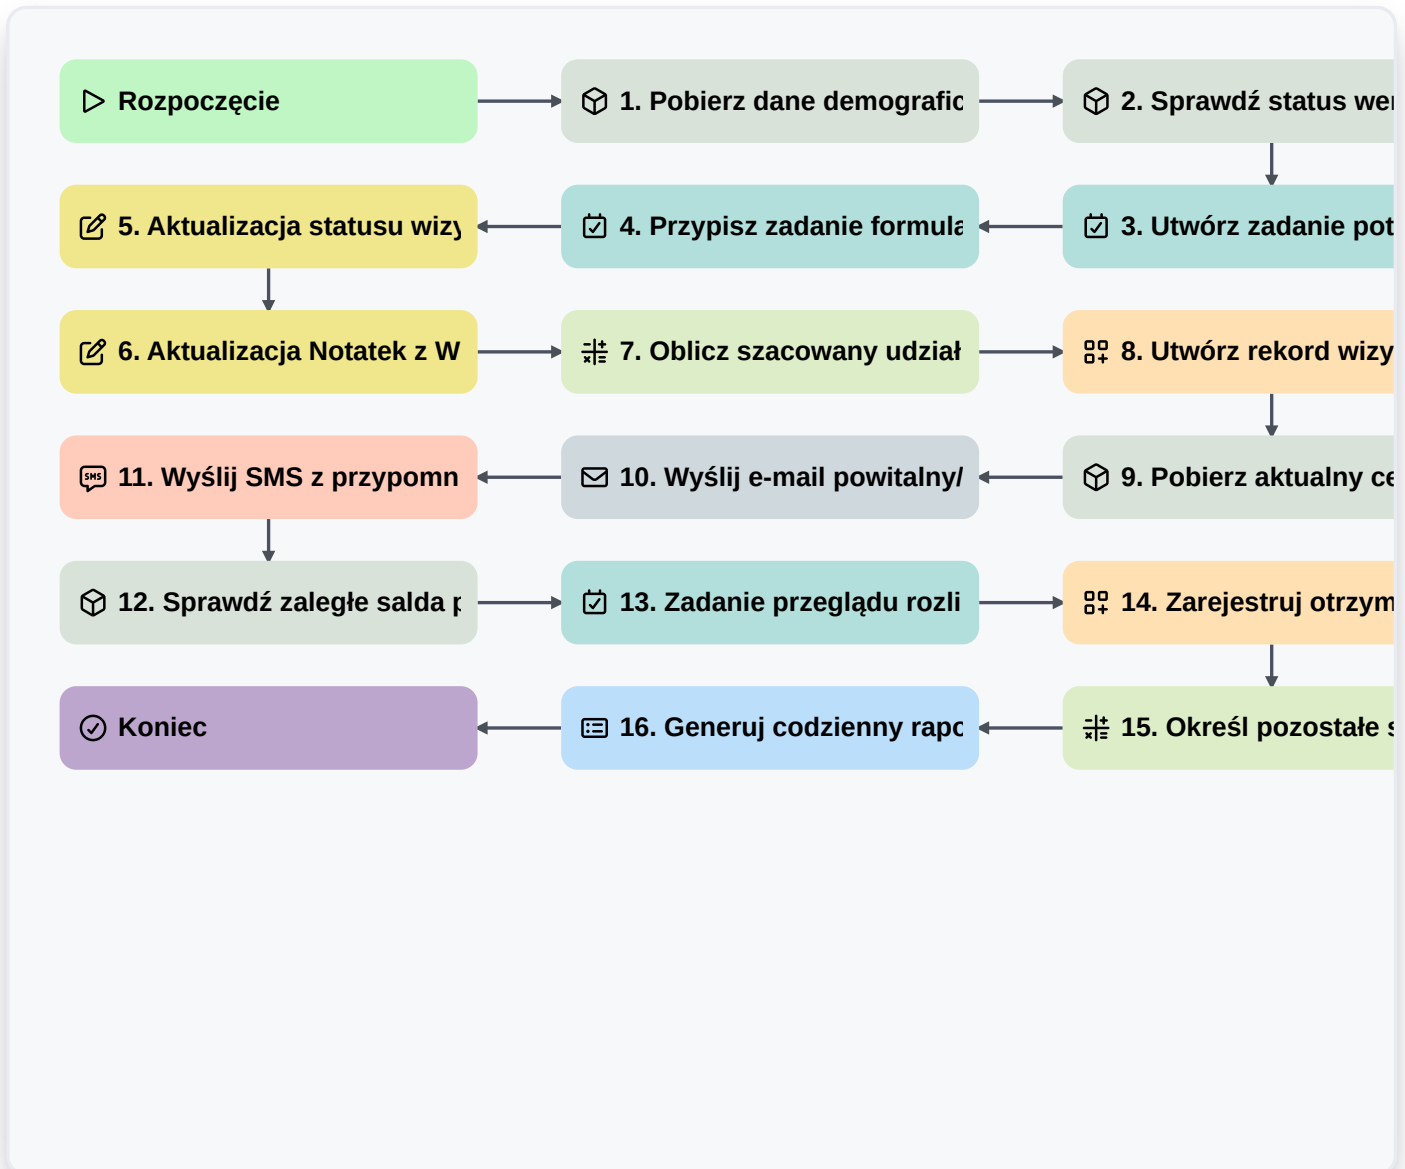 Rozpoczęcie
1. Pobierz dane demografic
2. Sprawdź status wer
5. Aktualizacja statusu wizy
4. Przypisz zadanie formula
3. Utwórz zadanie pot
6. Aktualizacja Notatek z W
7. Oblicz szacowany udział
8. Utwórz rekord wizy
11. Wyślij SMS z przypomn
10. Wyślij e-mail powitalny/
9. Pobierz aktualny ce
12. Sprawdź zaległe salda p
13. Zadanie przeglądu rozli
14. Zarejestruj otrzym
Koniec
16. Generuj codzienny rapo
15. Określ pozostałe s